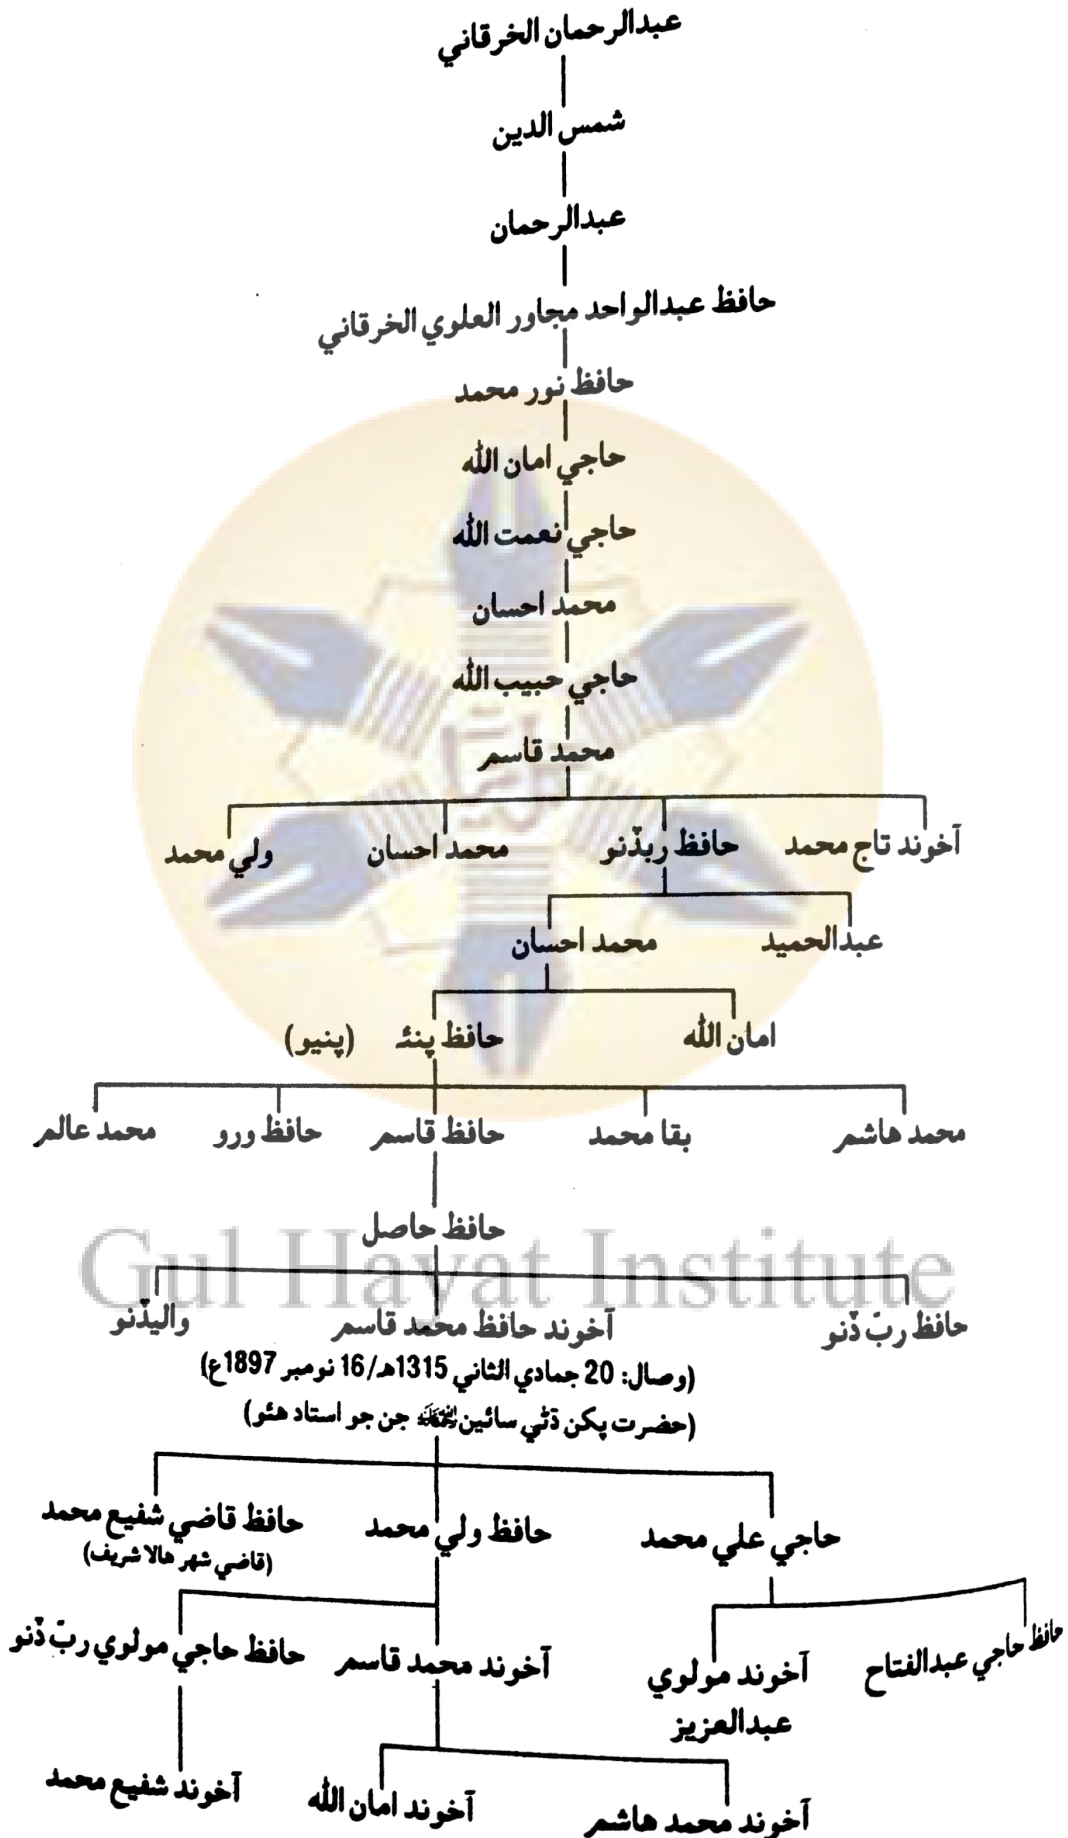 عبدالرحمان الخرقاني
شمس الدين
عبدالرحمان
حافظ عبدالواحد مجاور العلوي الخرقاني
حافظ نور محمد
حاجي امان الله
حاجي نعمت الله
محمد احسان
حاجي حبيب الله
محمد قاسم
آخوند تاج محمد حافظ ربڏنو محمد احسان ولي محمد
عبدالحميد محمد احسان
امان الله حافظ پنئه (پنيو)
محمد هاشم بقا محمد حافظ قاسم حافظ ورو محمد عالم
حافظ حاصل
Gul Hayat Institute
حافظ ربّ ڏنو آخوند حافظ محمد قاسم واليڏنو
(وصال: 20 جمادي الثاني 1315هه/16 نومبر 1897ع)
(حضرت پکن ڌڻي سائين جن جو استاد هئو)
حاجي علي محمد حافظ ولي محمد حافظ قاضي شفيع محمد
(قاضي شهر هالا شريف)
حافظ حاجي عبدالفتاح آخوند مولوي عبدالعزيز آخوند محمد قاسم حافظ حاجي مولوي ربّ ڏنو
آخوند محمد هاشم آخوند امان الله آخوند شفيع محمد